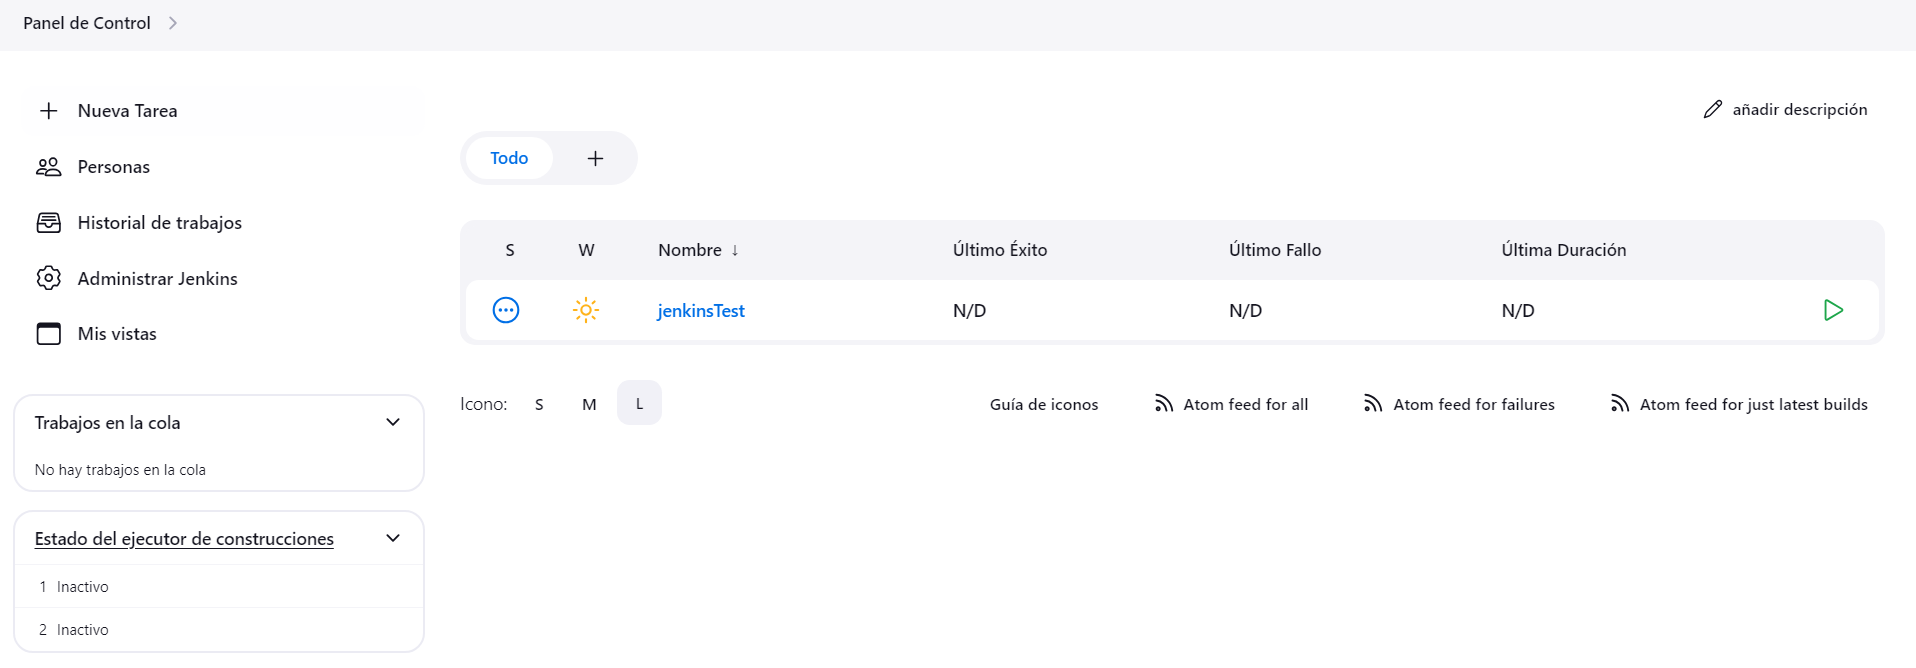 Panel de Control
Nueva Tarea
Personas
Historial de trabajos
Administrar Jenkins
Mis vistas
Trabajos en la cola
No hay trabajos en la cola
Estado del ejecutor de construcciones
1 Inactivo
2 Inactivo
añadir descripción
Todo
S W Nombre ↓ Último Éxito Último Fallo Última Duración
jenkinsTest N/D N/D N/D
Icono: S M L Guía de iconos Atom feed for all Atom feed for failures Atom feed for just latest builds